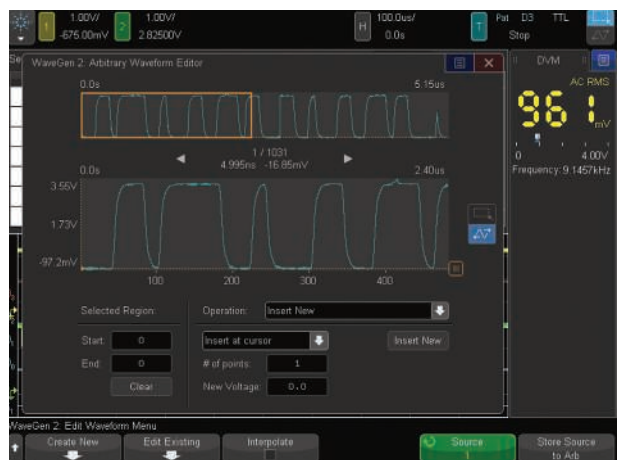 1 1.00V/ 2 1.00V/ H 100.0us/ T Pat D3 TTL
-675.00mV 2.82500V 0.0s Stop
WaveGen 2: Arbitrary Waveform Editor
DVM
AC RMS
961 mV
0 4.00V
Frequency: 9.1457kHz
0.0s 5.15us
1 / 1031
4.995ns -16.85mV
0.0s 2.40us
3.55V
1.73V
-97.2mV
100 200 300 400
Selected Region: Operation: Insert New
Start: 0 Insert at cursor Insert New
End: 0 # of points: 1
Clear New Voltage: 0.0
WaveGen 2: Edit Waveform Menu
Create New Edit Existing Interpolate Source Store Source
1 to Arb